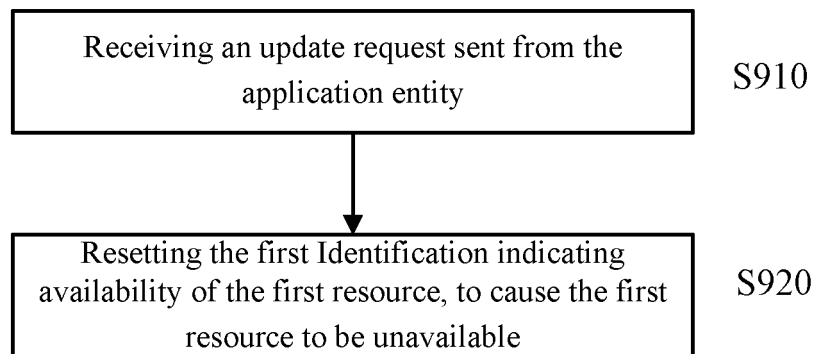 Receiving an update request sent from the
application entity
S910
Resetting the first Identification indicating
availability of the first resource, to cause the first
resource to be unavailable
S920